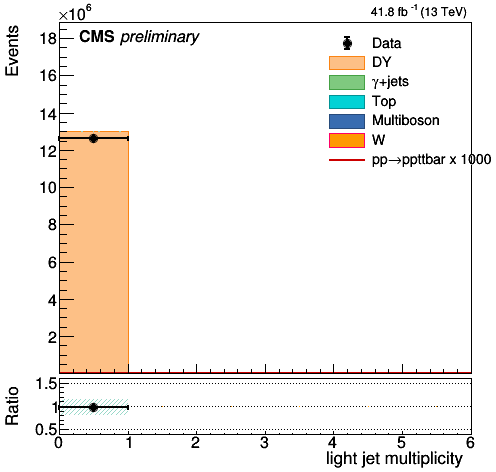 ×10⁶
41.8 fb⁻¹ (13 TeV)
CMS preliminary
Events
18
16
14
12
10
8
6
4
2
Data
DY
γ+jets
Top
Multiboson
W
pp→ppttbar x 1000
Ratio
1.5
1
0.5
0 1 2 3 4 5 6
light jet multiplicity